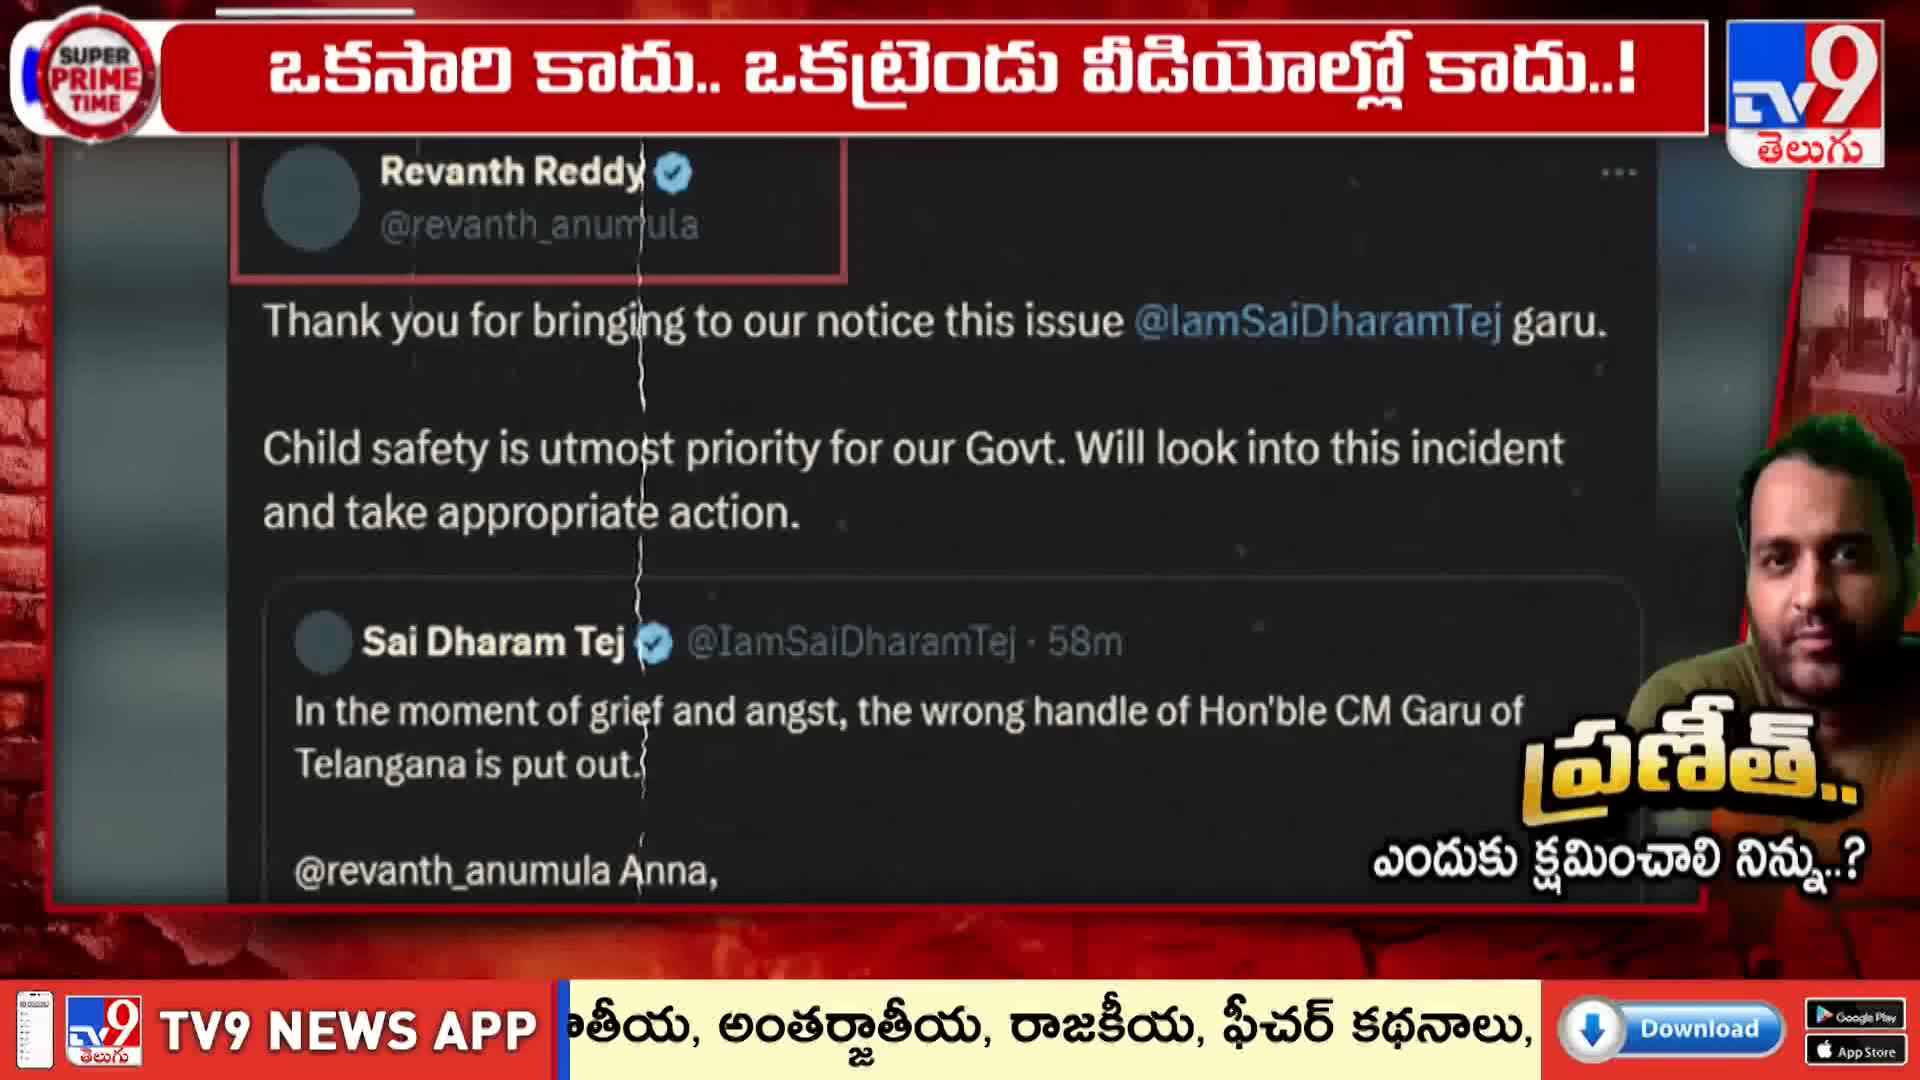 SUPER
PRIME
TIME
ఒకసారి కాదు.. ఒకట్రెండు వీడియోల్లో కాదు..!
TV9
తెలుగు
Revanth Reddy
@revanth_anumula
Thank you for bringing to our notice this issue @IamSaiDharamTej garu.
Child safety is utmost priority for our Govt. Will look into this incident
and take appropriate action.
Sai Dharam Tej @IamSaiDharamTej · 58m
In the moment of grief and angst, the wrong handle of Hon'ble CM Garu of
Telangana is put out.
@revanth_anumula Anna,
ప్రణీత్..
ఎందుకు క్షమించాలి నిన్ను..?
TV9
తెలుగు
TV9 NEWS APP
అంతర్జాతీయ, రాజకీయ, ఫీచర్ కథనాలు,
Download
Google Play
App Store